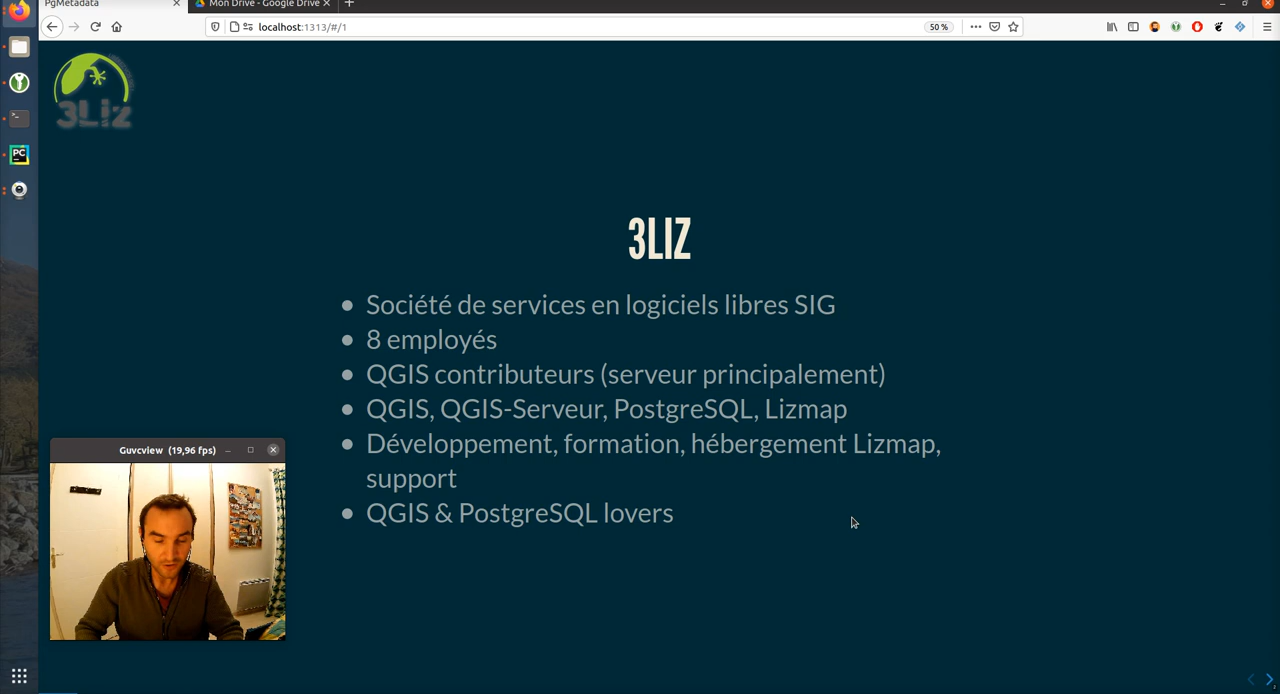 PgMetadata
Mon Drive - Google Drive
localhost:1313/#/1
50 %
3Liz
3LIZ
Société de services en logiciels libres SIG
8 employés
QGIS contributeurs (serveur principalement)
QGIS, QGIS-Serveur, PostgreSQL, Lizmap
Développement, formation, hébergement Lizmap,
support
QGIS & PostgreSQL lovers
Guvcview (19,96 fps)
PC